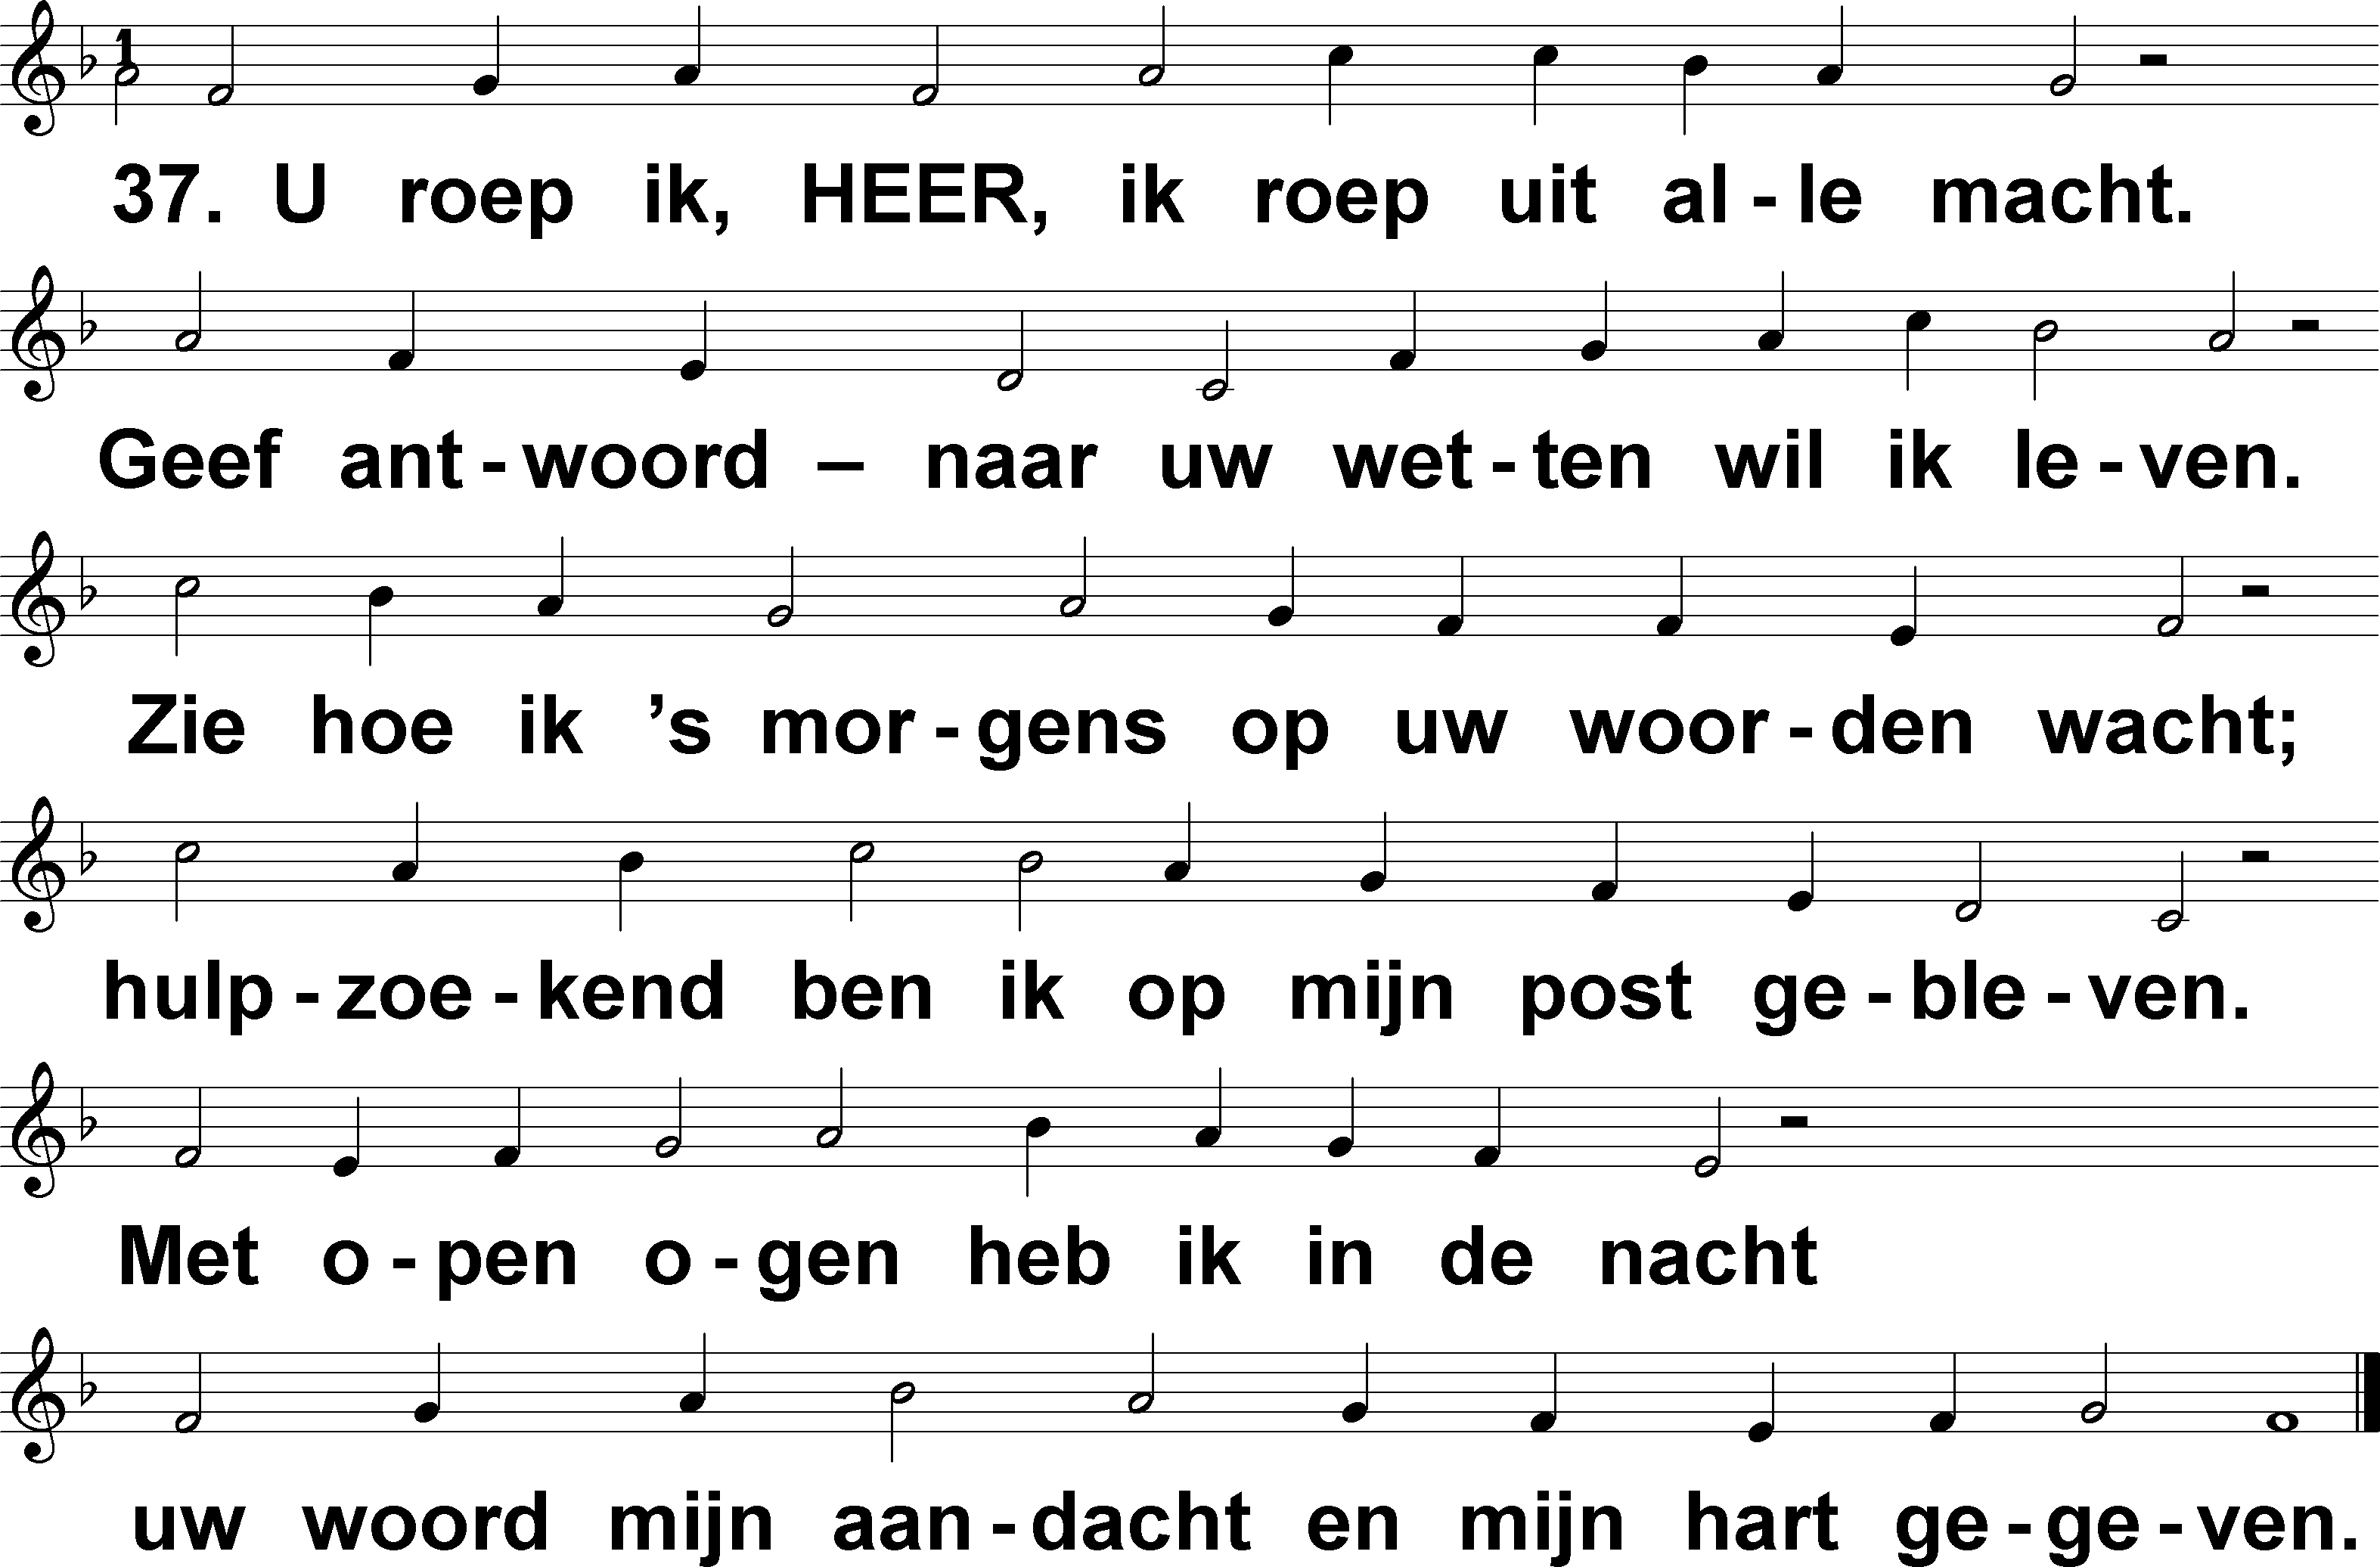 1
37. U roep ik, HEER, ik roep uit al - le macht.
Geef ant - woord – naar uw wet - ten wil ik le - ven.
Zie hoe ik ’s mor - gens op uw woor - den wacht;
hulp - zoe - kend ben ik op mijn post ge - ble - ven.
Met o - pen o - gen heb ik in de nacht
uw woord mijn aan - dacht en mijn hart ge - ge - ven.